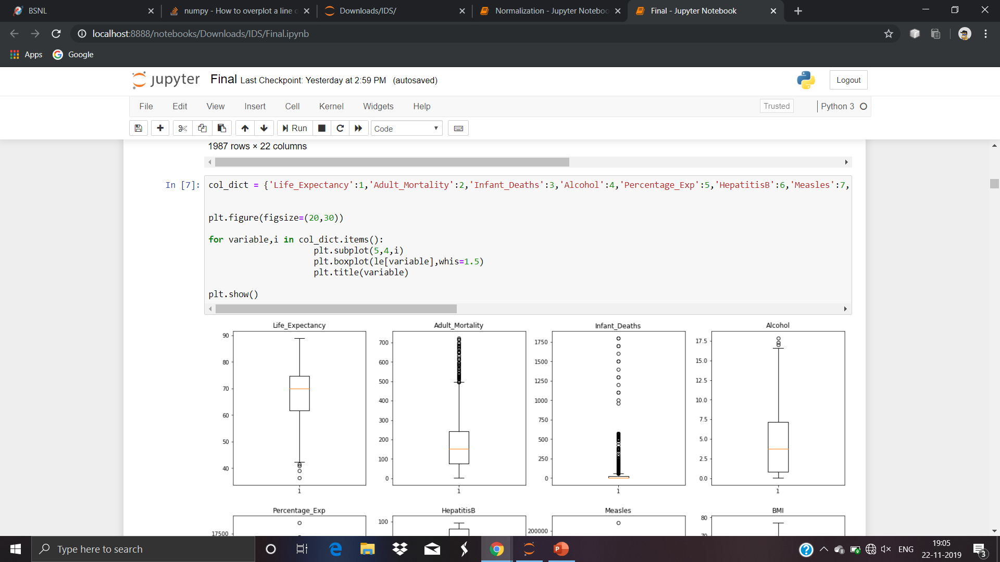 BSNL
numpy - How to overplot a line
Downloads/IDS/
Normalization - Jupyter Noteboo
Final - Jupyter Notebook
localhost:8888/notebooks/Downloads/IDS/Final.ipynb
Apps
Google
jupyter
Final Last Checkpoint: Yesterday at 2:59 PM (autosaved)
Logout
File Edit View Insert Cell Kernel Widgets Help
Trusted
Python 3
Run
Code
1987 rows × 22 columns
In [7]:
col_dict = {'Life_Expectancy':1,'Adult_Mortality':2,'Infant_Deaths':3,'Alcohol':4,'Percentage_Exp':5,'HepatitisB':6,'Measles':7,
plt.figure(figsize=(20,30))
for variable,i in col_dict.items():
plt.subplot(5,4,i)
plt.boxplot(le[variable],whis=1.5)
plt.title(variable)
plt.show()
Life_Expectancy
90
80
70
60
50
40
1
Adult_Mortality
700
600
500
400
300
200
100
0
1
Infant_Deaths
1750
1500
1250
1000
750
500
250
0
1
Alcohol
17.5
15.0
12.5
10.0
7.5
5.0
2.5
0.0
1
Percentage_Exp
17500
HepatitisB
100
Measles
200000
BMI
80
70
Type here to search
ENG
19:05
22-11-2019
3